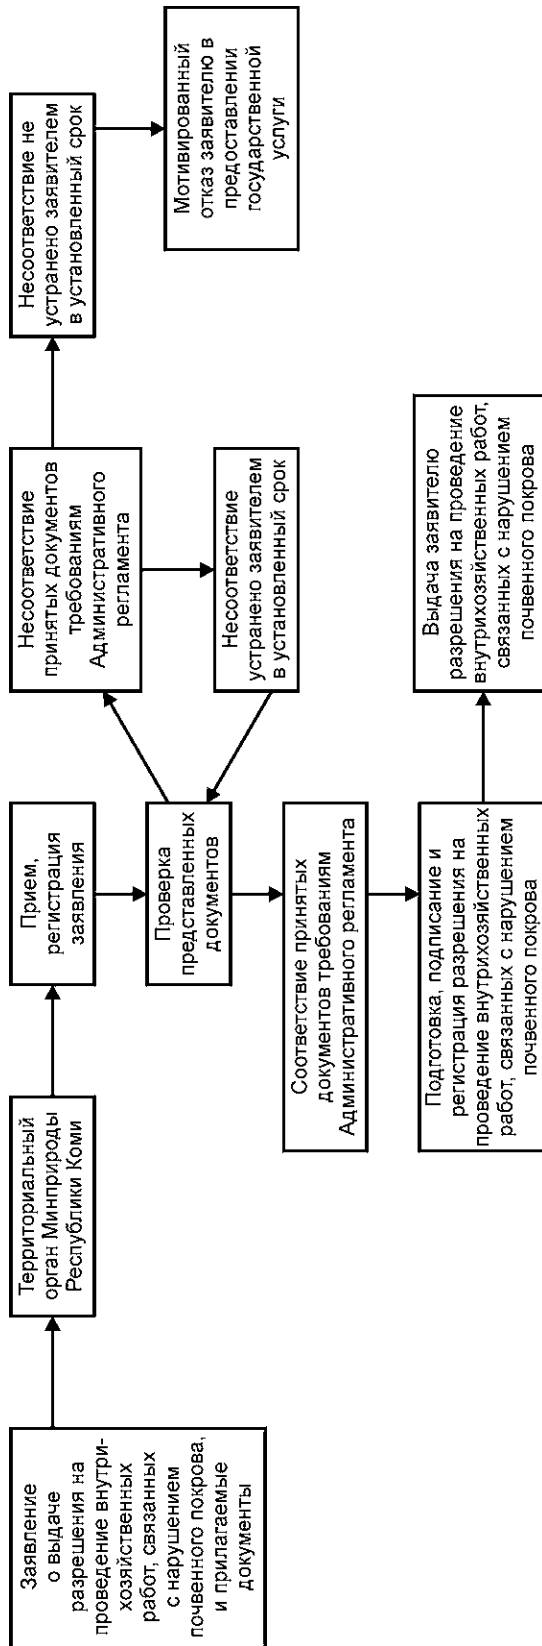 Заявление
о выдаче
разрешения на
проведение внутри-
хозяйственных
работ, связанных
с нарушением
почвенного покрова,
и прилагаемые
документы
Территориальный
орган Минприроды
Республики Коми
Прием,
регистрация
заявления
Проверка
представленных
документов
Несоответствие
принятых документов
требованиям
Административного
регламента
Несоответствие не
устранено заявителем
в установленный срок
Мотивированный
отказ заявителю в
предоставлении
государственной
услуги
Несоответствие
устранено заявителем
в установленный срок
Соответствие принятых
документов требованиям
Административного регламента
Подготовка, подписание и
регистрация разрешения на
проведение внутрихозяйственных
работ, связанных с нарушением
почвенного покрова
Выдача заявителю
разрешения на проведение
внутрихозяйственных работ,
связанных с нарушением
почвенного покрова